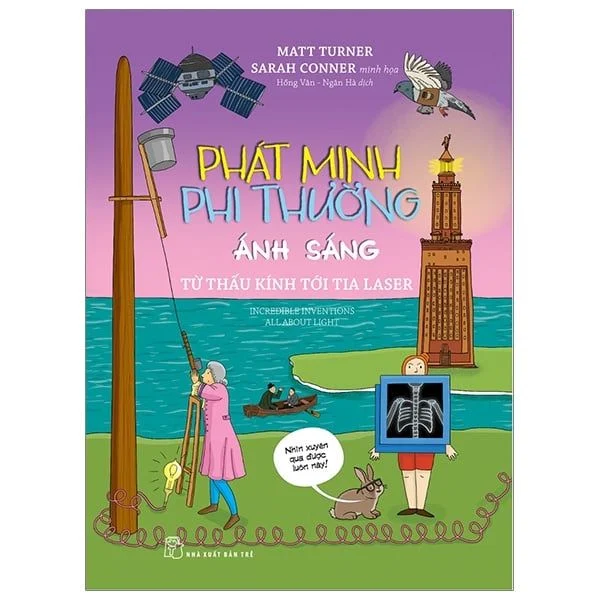 MATT TURNER
SARAH CONNER minh họa
Hồng Vân - Ngân Hà dịch
PHÁT MINH
PHI THƯỜNG
ÁNH SÁNG
TỪ THẤU KÍNH TỚI TIA LASER
INCREDIBLE INVENTIONS
ALL ABOUT LIGHT
Nhìn xuyên
qua được
luôn này!
NHÀ XUẤT BẢN TRẺ